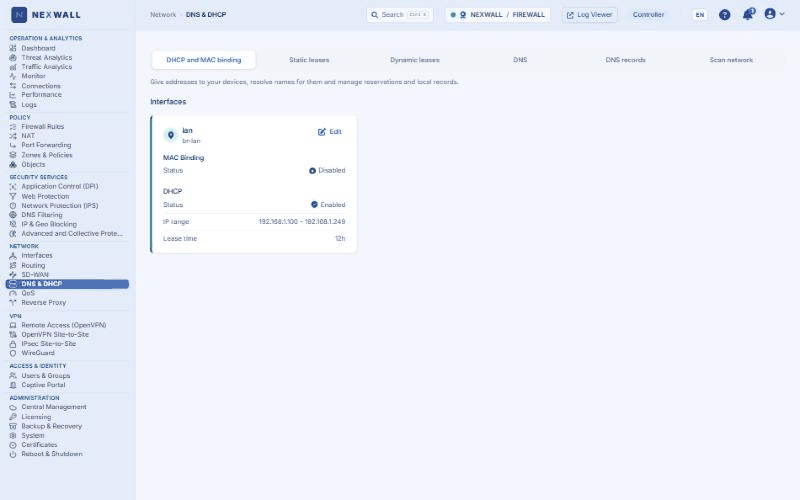 NEXWALL
Network › DNS & DHCP
Search Ctrl K
NEXWALL / FIREWALL
Log Viewer
Controller
EN
OPERATION & ANALYTICS
Dashboard
Threat Analytics
Traffic Analytics
Monitor
Connections
Performance
Logs
POLICY
Firewall Rules
NAT
Port Forwarding
Zones & Policies
Objects
SECURITY SERVICES
Application Control (DPI)
Web Protection
Network Protection (IPS)
DNS Filtering
IP & Geo Blocking
Advanced and Collective Prote...
NETWORK
Interfaces
Routing
SD-WAN
DNS & DHCP
QoS
Reverse Proxy
VPN
Remote Access (OpenVPN)
OpenVPN Site-to-Site
IPsec Site-to-Site
WireGuard
ACCESS & IDENTITY
Users & Groups
Captive Portal
ADMINISTRATION
Central Management
Licensing
Backup & Recovery
System
Certificates
Reboot & Shutdown
DHCP and MAC binding
Static leases
Dynamic leases
DNS
DNS records
Scan network
Give addresses to your devices, resolve names for them and manage reservations and local records.
Interfaces
lan
br-lan
Edit
MAC Binding
Status Disabled
DHCP
Status Enabled
IP range 192.168.1.100 - 192.168.1.249
Lease time 12h